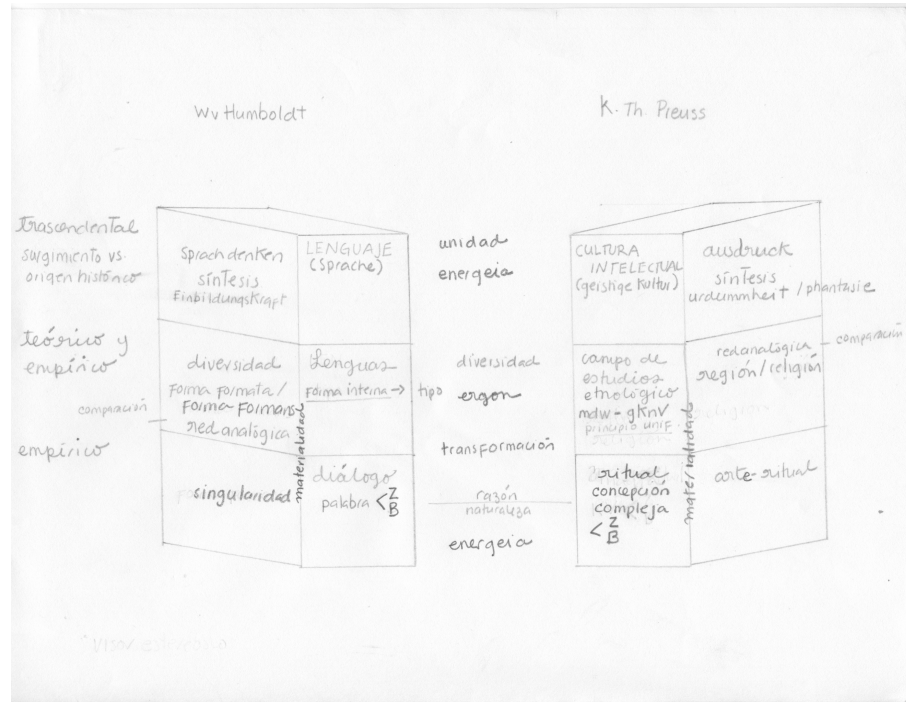 Wv Humboldt
K. Th. Preuss
trascendental
surgimiento vs.
origen histórico
Sprachdenken
síntesis
Einbildungskraft
LENGUAJE
(Sprache)
unidad
energeia
CULTURA
INTELECTUAL
(geistige Kultur)
ausdruck
síntesis
urdummheit / phantasie
teórico y
empírico
comparación
diversidad
Forma formata /
Forma Formans
red analógica
Lenguas
Forma interna → tipo
materialidad
diversidad
ergon
transformación
campo de
estudios
etnológico
mdw - gKnV
principio unif.
materialidad
red analógica
región / religión
comparación
empírico
singularidad
diálogo
palabra < Z
B
razón
naturaleza
energeia
ritual
concepción
compleja
< Z
B
arte - ritual